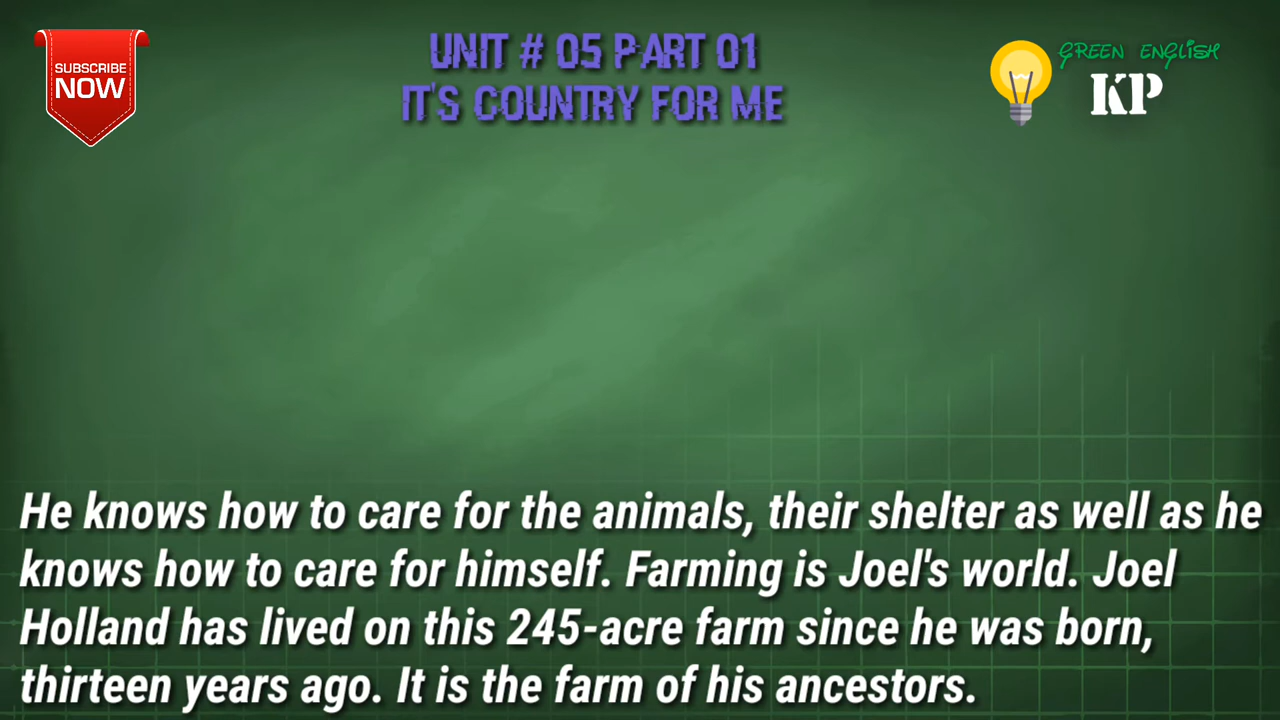 SUBSCRIBE
NOW
UNIT # 05 PART 01
IT'S COUNTRY FOR ME
GREEN ENGLISH
KP
He knows how to care for the animals, their shelter as well as he
knows how to care for himself. Farming is Joel's world. Joel
Holland has lived on this 245-acre farm since he was born,
thirteen years ago. It is the farm of his ancestors.